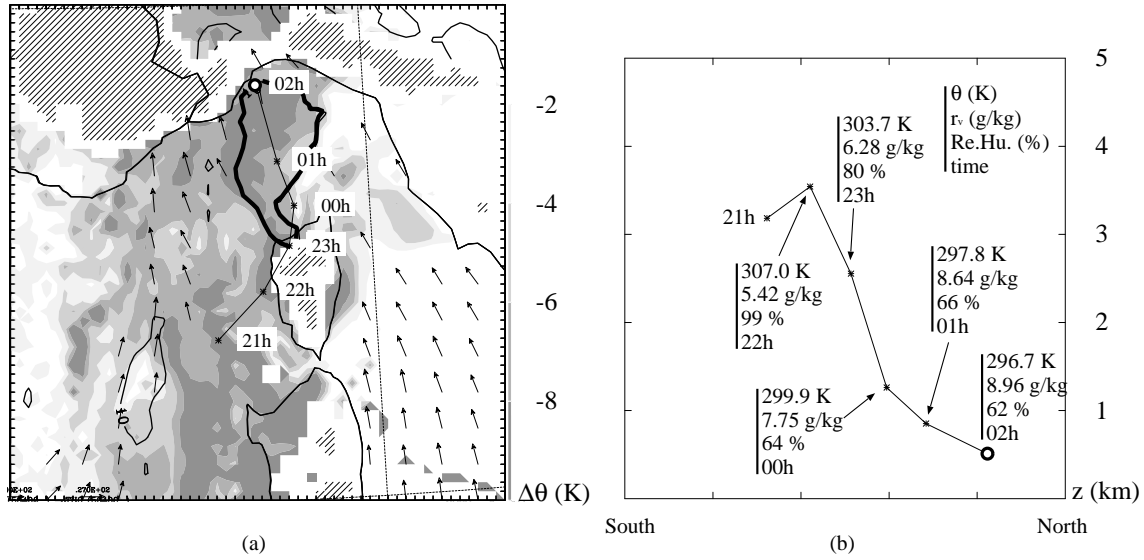 02h
01h
00h
23h
22h
21h
10
-2
-4
-6
-8
Δθ (K)
(a)
5
4
3
2
1
z (km)
θ (K)
rv (g/kg)
Re.Hu. (%)
time
303.7 K
6.28 g/kg
80 %
23h
21h
307.0 K
5.42 g/kg
99 %
22h
297.8 K
8.64 g/kg
66 %
01h
299.9 K
7.75 g/kg
64 %
00h
296.7 K
8.96 g/kg
62 %
02h
South
North
(b)